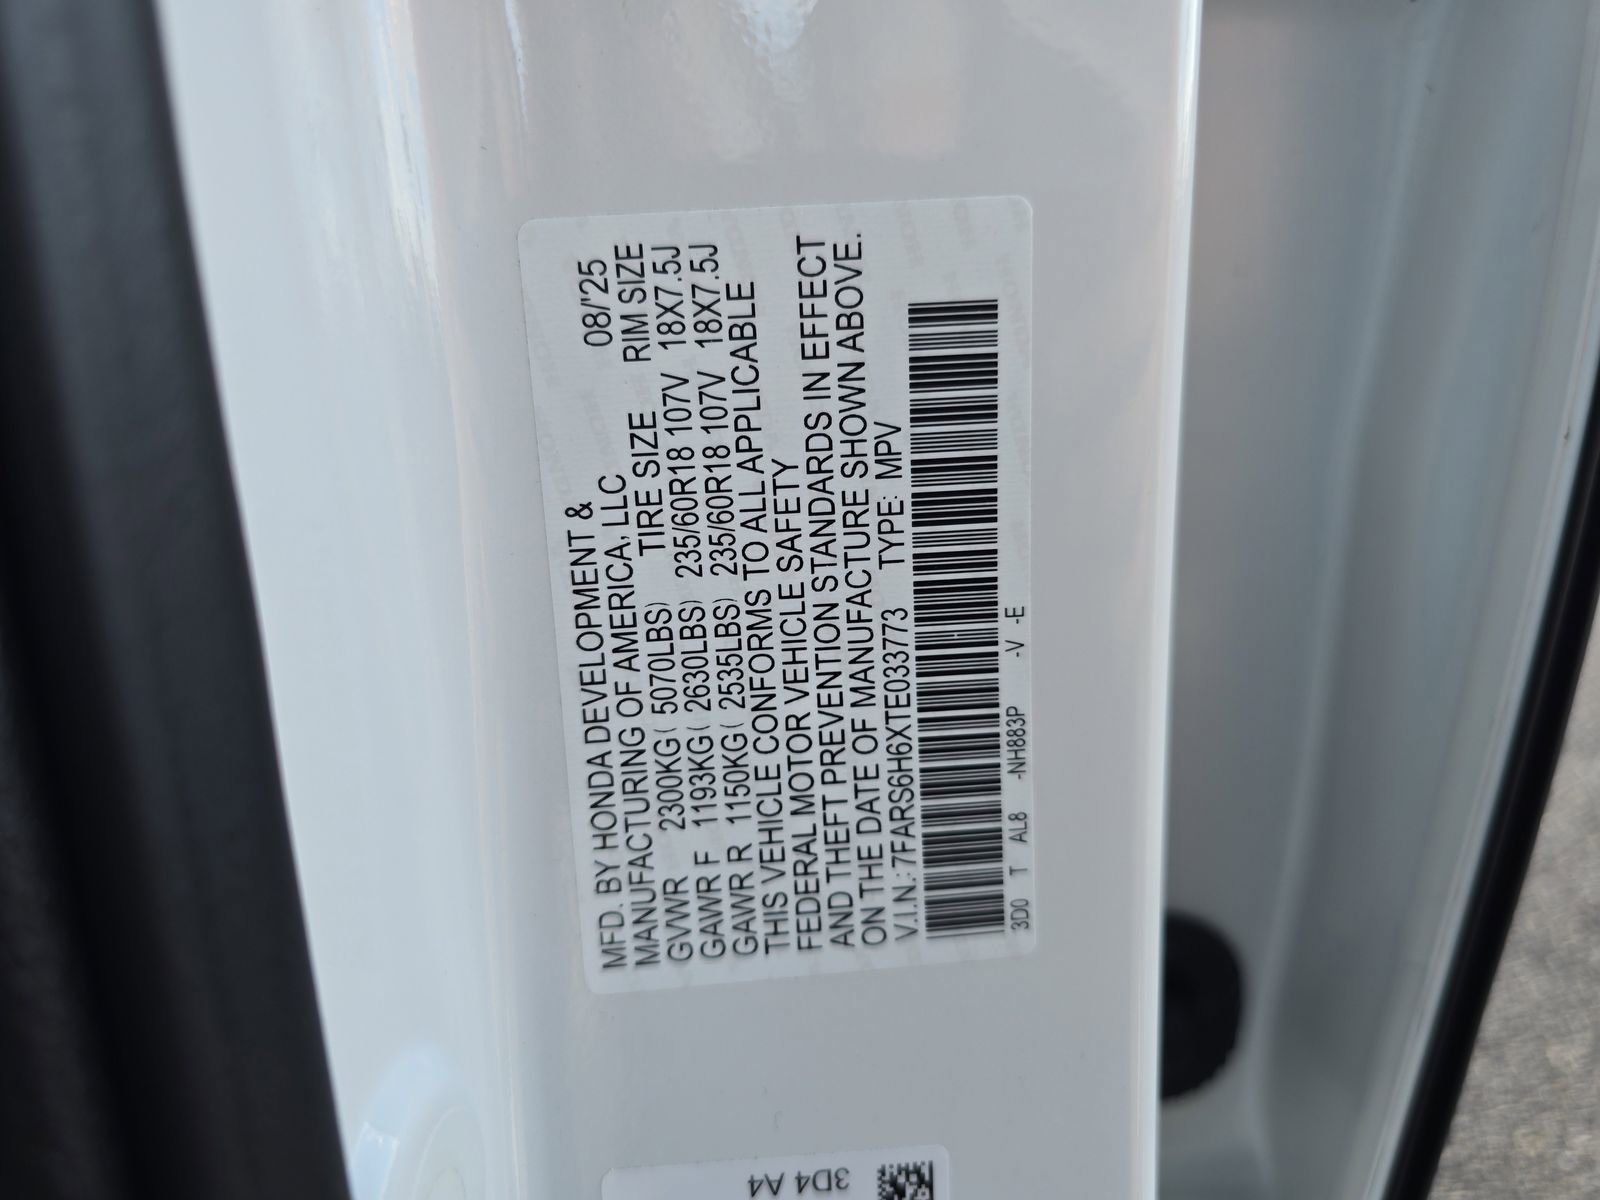 MFD. BY HONDA DEVELOPMENT &
MANUFACTURING OF AMERICA, LLC 08/'25
TIRE SIZE RIM SIZE
GVWR 2300KG ( 5070LBS)
GAWR F 1193KG ( 2630LBS) 235/60R18 107V 18X7.5J
GAWR R 1150KG ( 2535LBS) 235/60R18 107V 18X7.5J
THIS VEHICLE CONFORMS TO ALL APPLICABLE
FEDERAL MOTOR VEHICLE SAFETY
AND THEFT PREVENTION STANDARDS IN EFFECT
ON THE DATE OF MANUFACTURE SHOWN ABOVE.
V.I.N.: 7FARS6H6XTE033773 TYPE: MPV
3D0 T AL8 -NH883P -V -E
3D4 A4